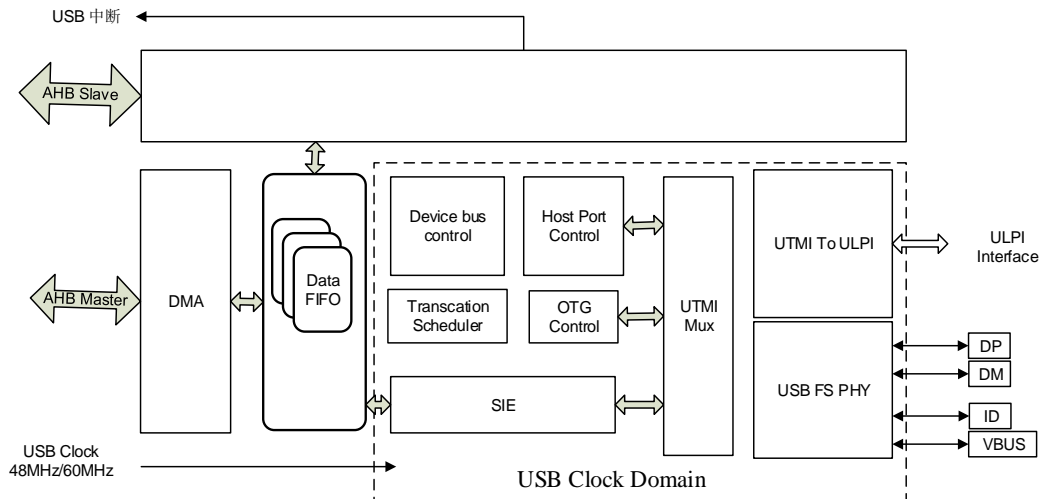 USB 中断
AHB Slave
Device bus
control
Host Port
Control
UTMI To ULPI
ULPI
Interface
Data
FIFO
AHB Master
DMA
Transcation
Scheduler
OTG
Control
UTMI
Mux
DP
DM
USB FS PHY
SIE
ID
VBUS
USB Clock
48MHz/60MHz
USB Clock Domain